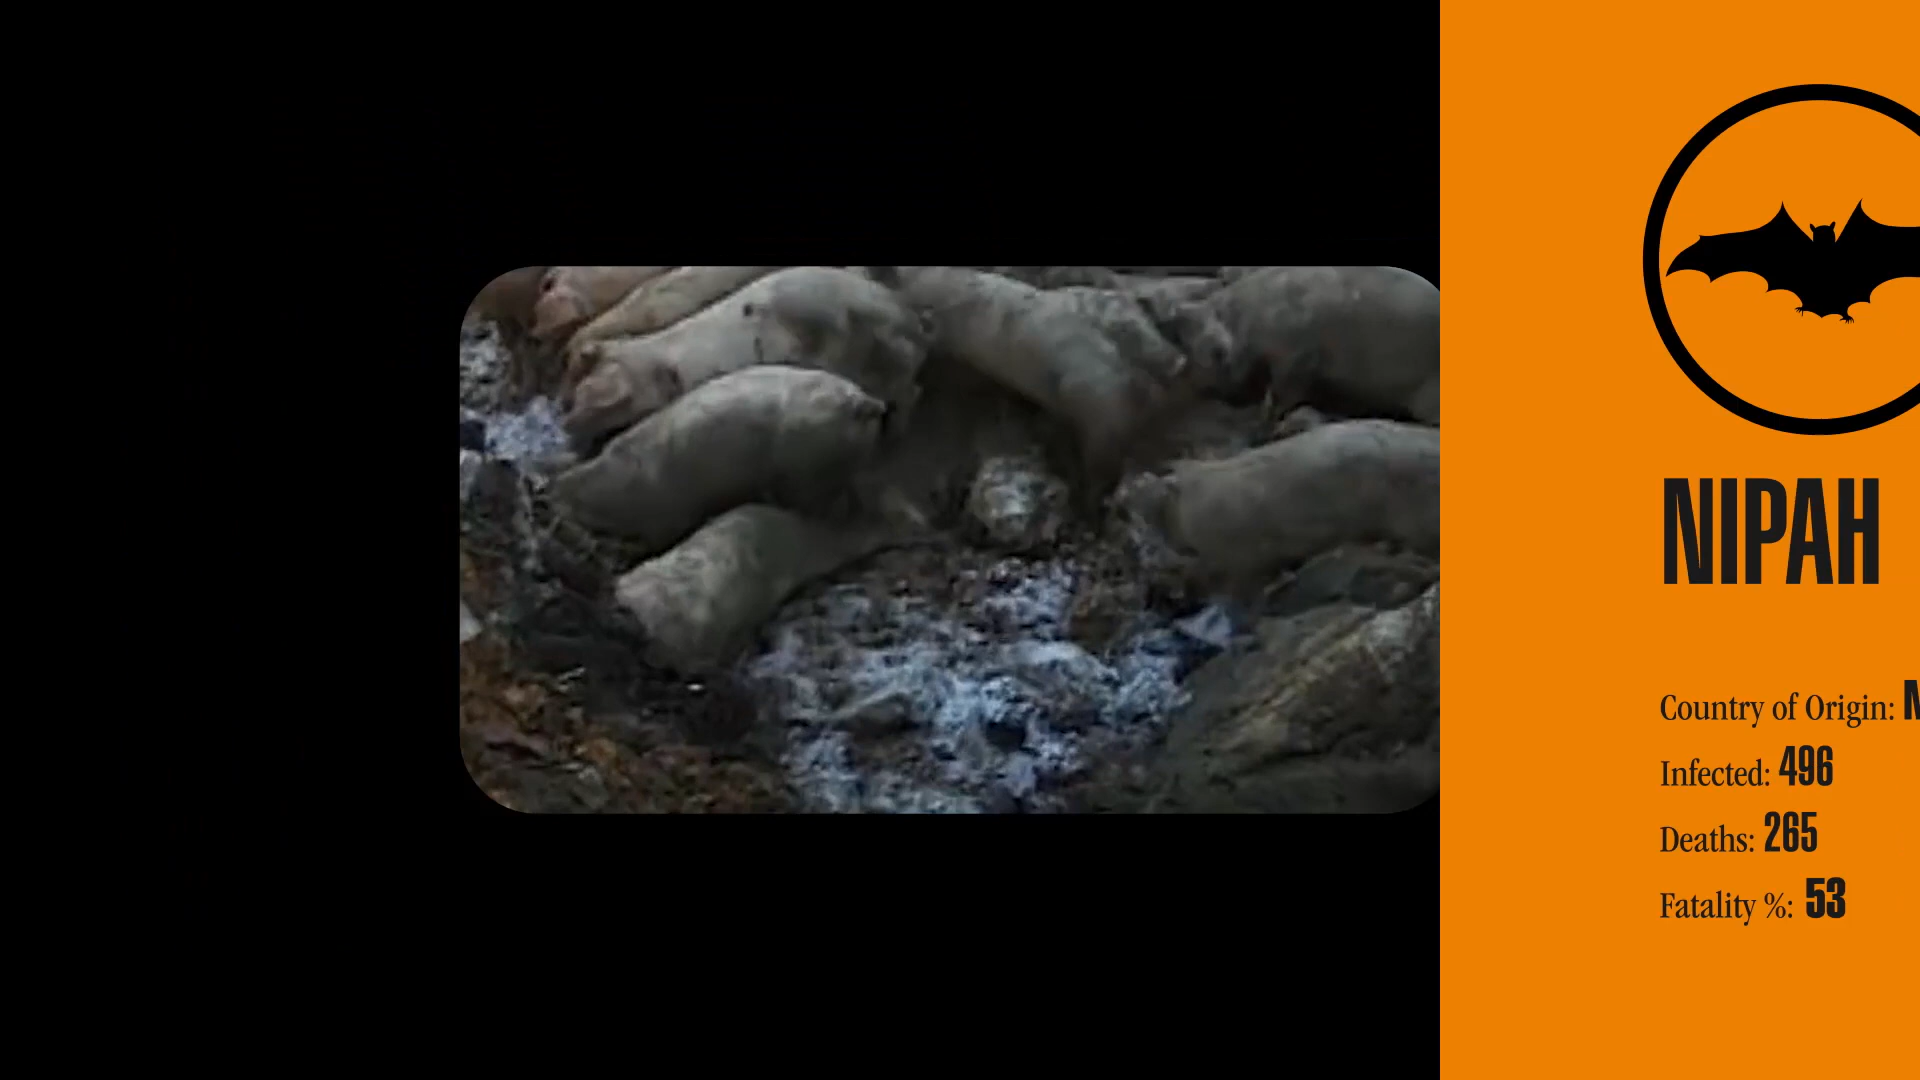 NIPAH
Country of Origin:
Infected: 496
Deaths: 265
Fatality %: 53